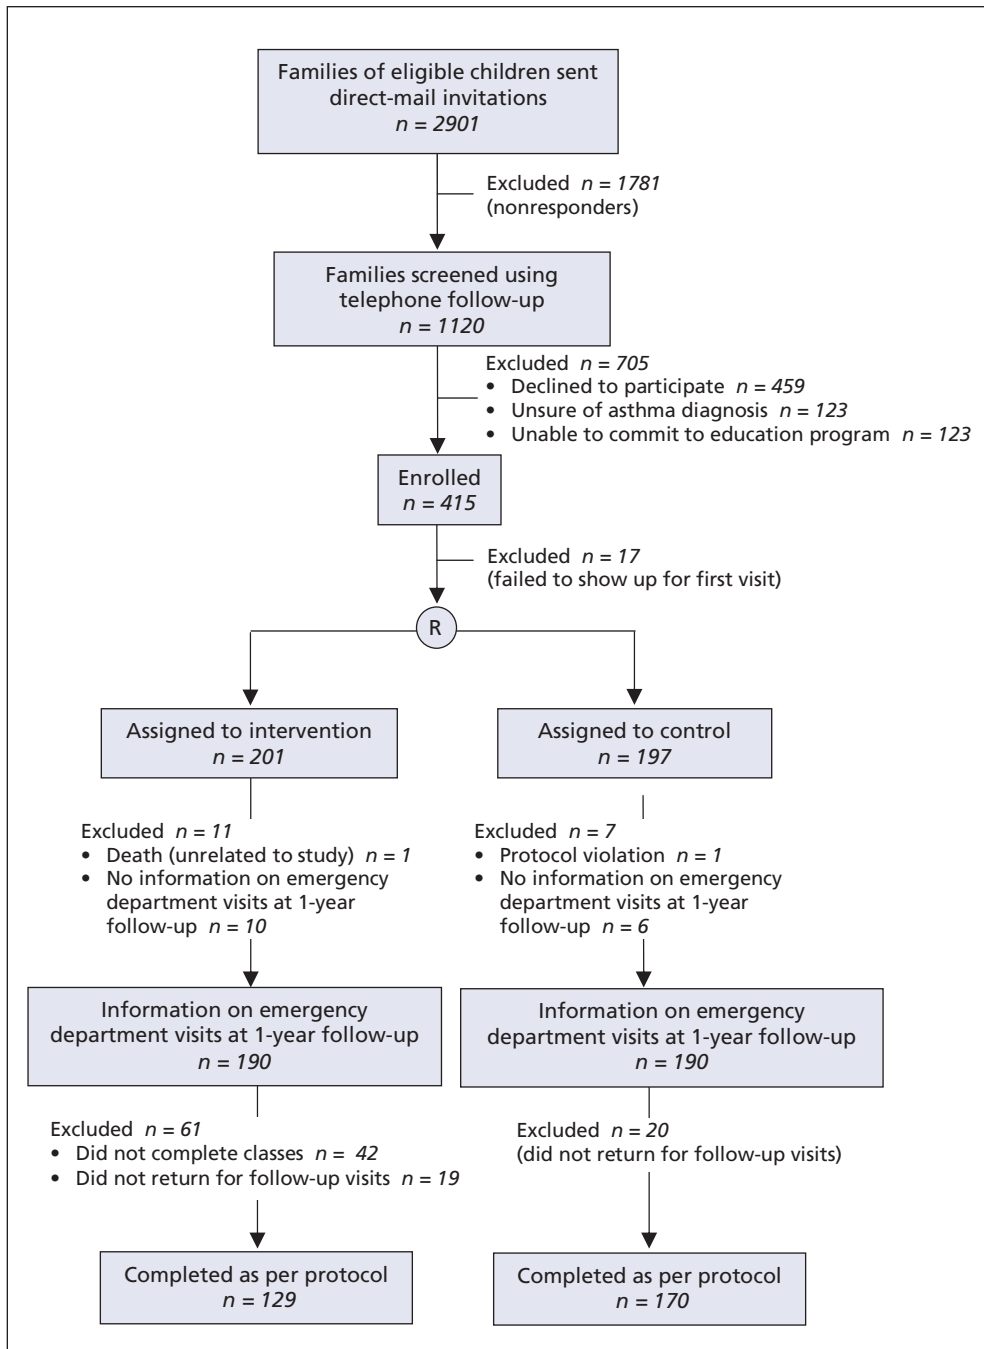 Families of eligible children sent
direct-mail invitations
n = 2901
Excluded n = 1781
(nonresponders)
Families screened using
telephone follow-up
n = 1120
Excluded n = 705
• Declined to participate n = 459
• Unsure of asthma diagnosis n = 123
• Unable to commit to education program n = 123
Enrolled
n = 415
Excluded n = 17
(failed to show up for first visit)
R
Assigned to intervention
n = 201
Assigned to control
n = 197
Excluded n = 11
• Death (unrelated to study) n = 1
• No information on emergency
department visits at 1-year
follow-up n = 10
Excluded n = 7
• Protocol violation n = 1
• No information on emergency
department visits at 1-year
follow-up n = 6
Information on emergency
department visits at 1-year follow-up
n = 190
Information on emergency
department visits at 1-year follow-up
n = 190
Excluded n = 61
• Did not complete classes n = 42
• Did not return for follow-up visits n = 19
Excluded n = 20
(did not return for follow-up visits)
Completed as per protocol
n = 129
Completed as per protocol
n = 170